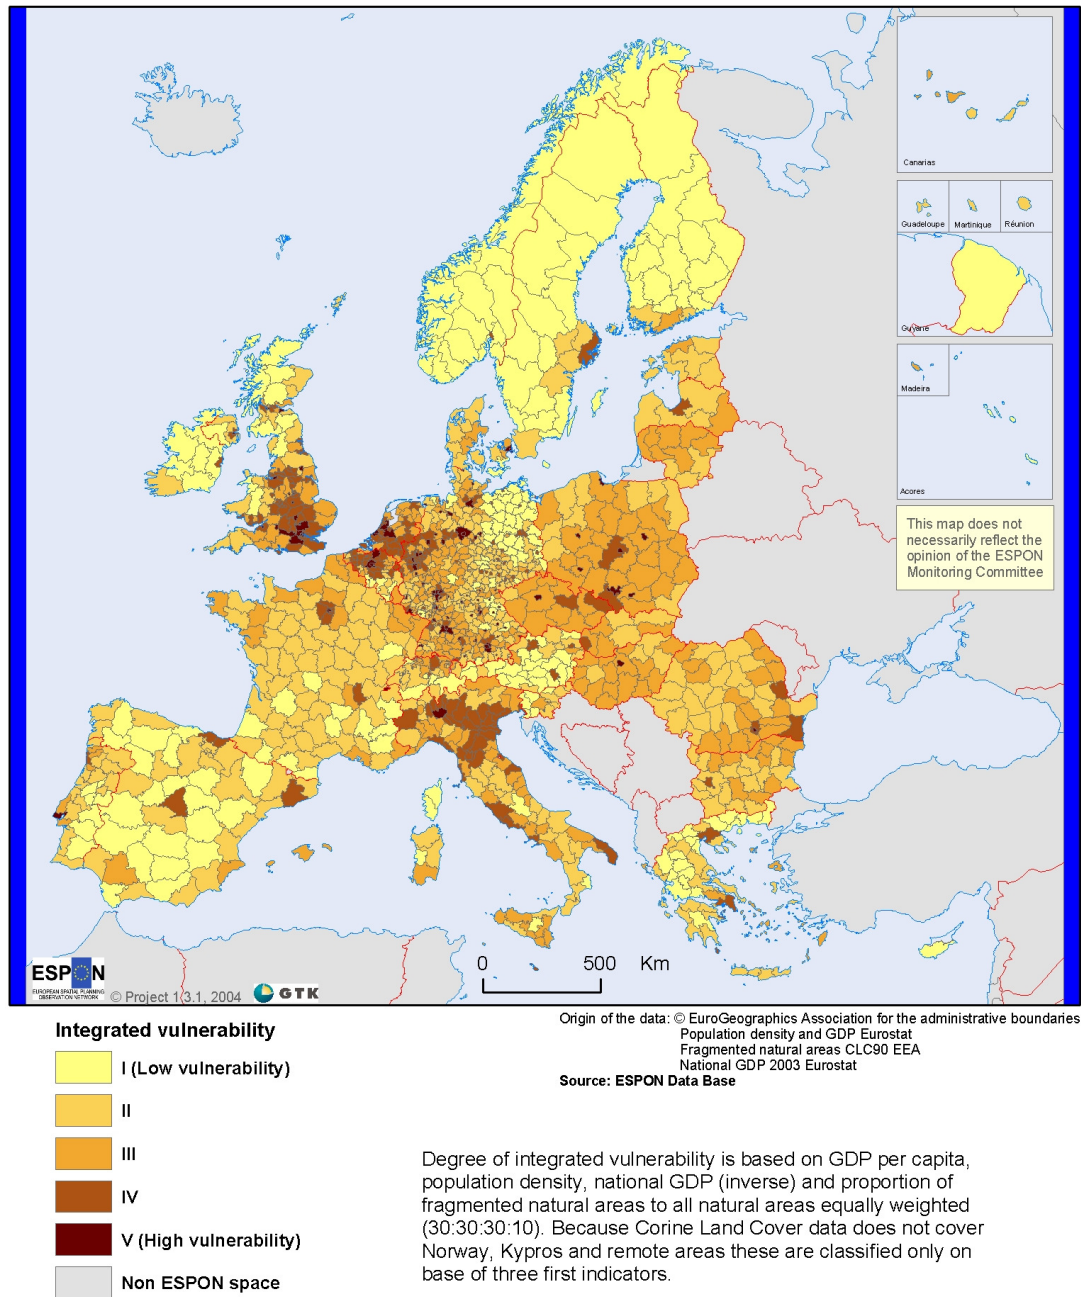 Canarias
Guadeloupe
Martinique
Réunion
Guyane
Madeira
Acores
This map does not
necessarily reflect the
opinion of the ESPON
Monitoring Committee
0 500 Km
ESPON
EUROPEAN SPATIAL PLANNING
OBSERVATION NETWORK
© Project 1.3.1, 2004
GTK
Origin of the data: © EuroGeographics Association for the administrative boundaries
Population density and GDP Eurostat
Fragmented natural areas CLC90 EEA
National GDP 2003 Eurostat
Source: ESPON Data Base
Integrated vulnerability
I (Low vulnerability)
II
III
IV
V (High vulnerability)
Non ESPON space
Degree of integrated vulnerability is based on GDP per capita,
population density, national GDP (inverse) and proportion of
fragmented natural areas to all natural areas equally weighted
(30:30:30:10). Because Corine Land Cover data does not cover
Norway, Kypros and remote areas these are classified only on
base of three first indicators.